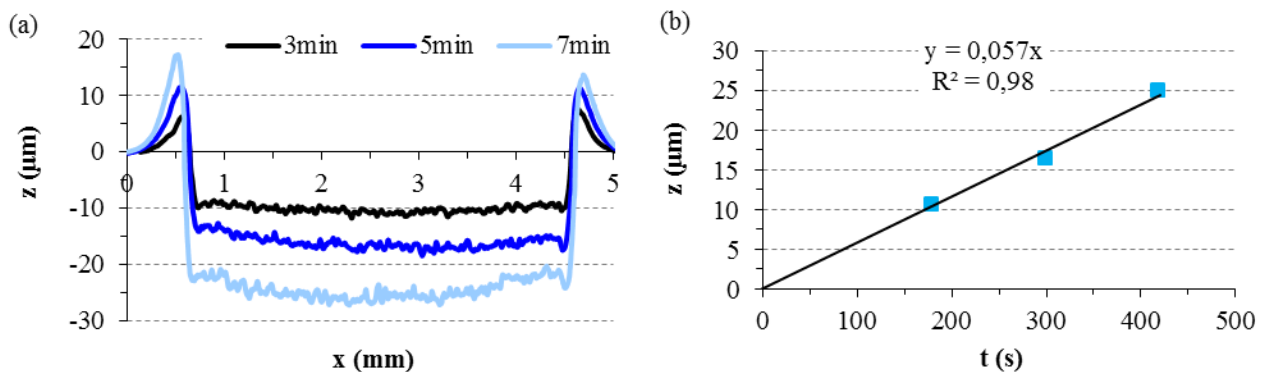 (a)
3min 5min 7min
20
10
0
-10
-20
-30
z (µm)
0 1 2 3 4 5
x (mm)
(b)
y = 0,057x
R² = 0,98
30
25
20
15
10
5
0
z (µm)
0 100 200 300 400 500
t (s)